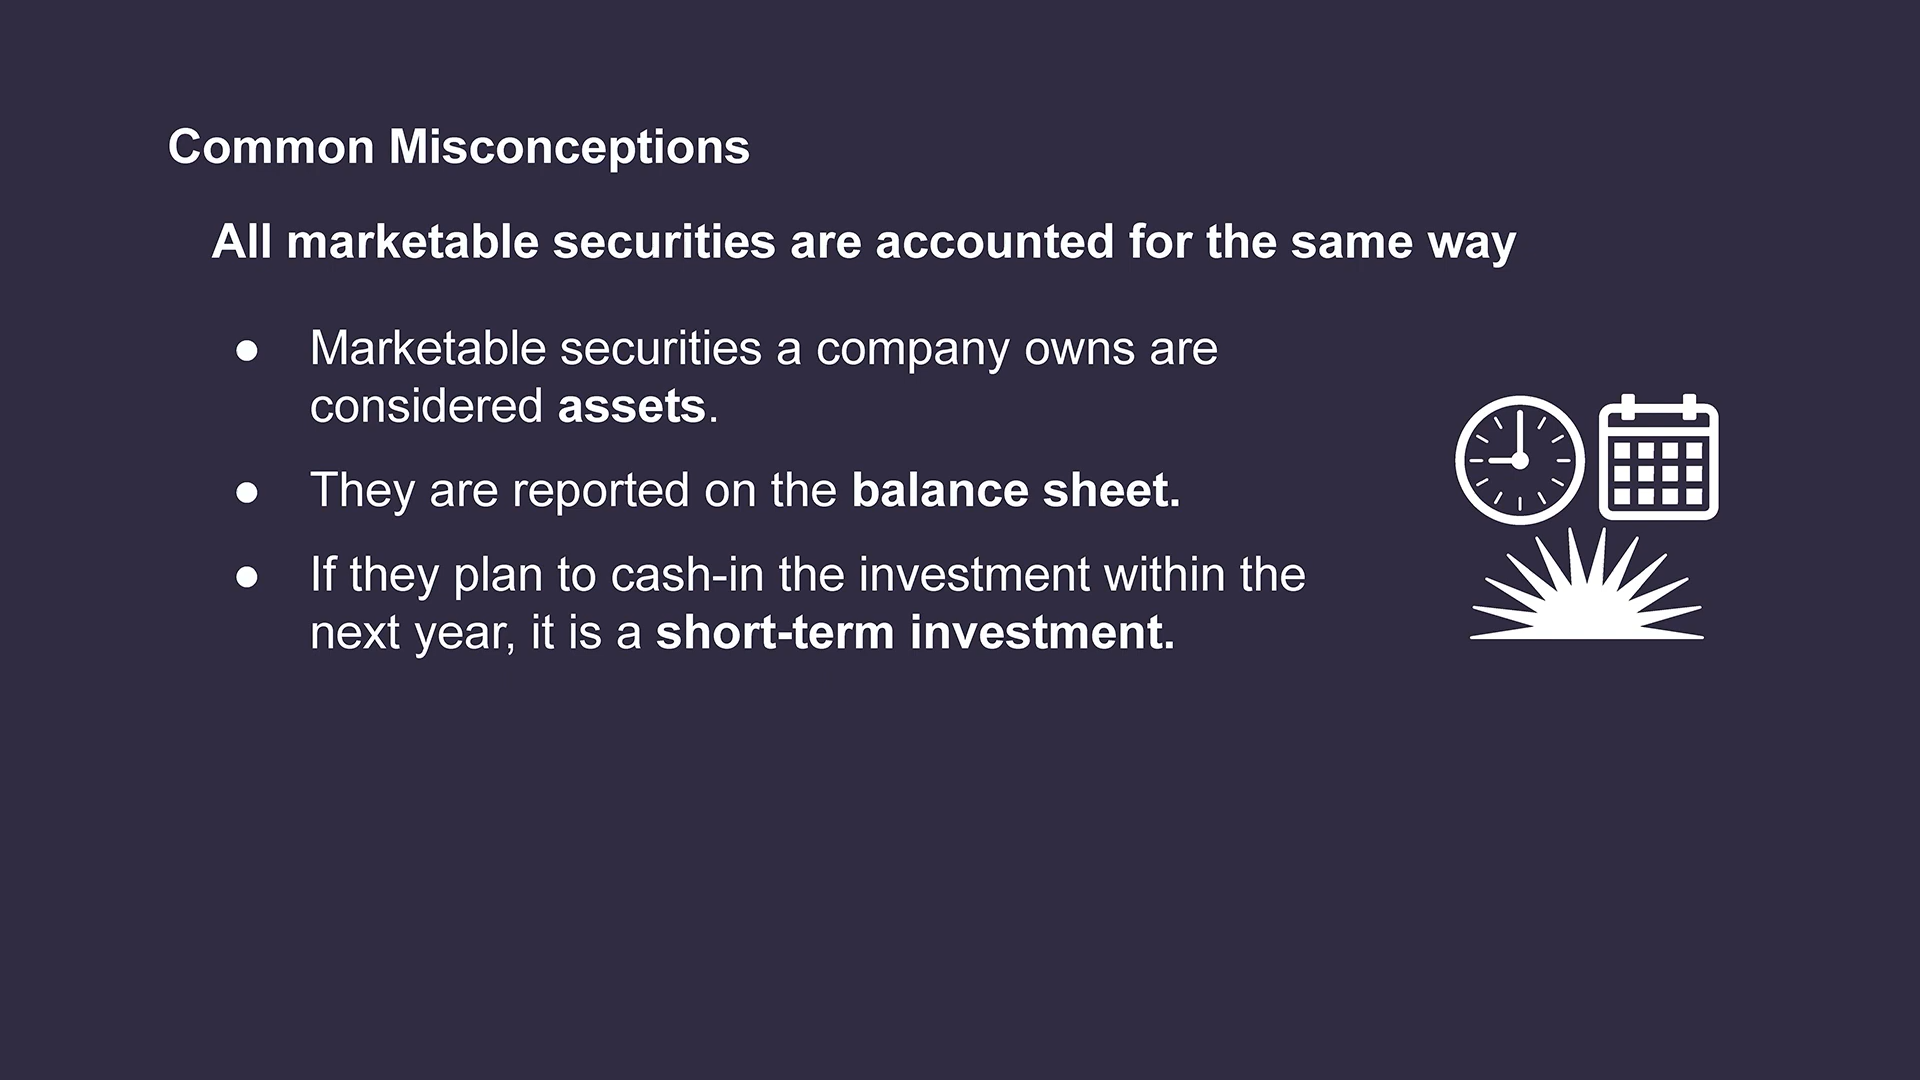 Common Misconceptions
All marketable securities are accounted for the same way
● Marketable securities a company owns are
considered assets.
● They are reported on the balance sheet.
● If they plan to cash-in the investment within the
next year, it is a short-term investment.